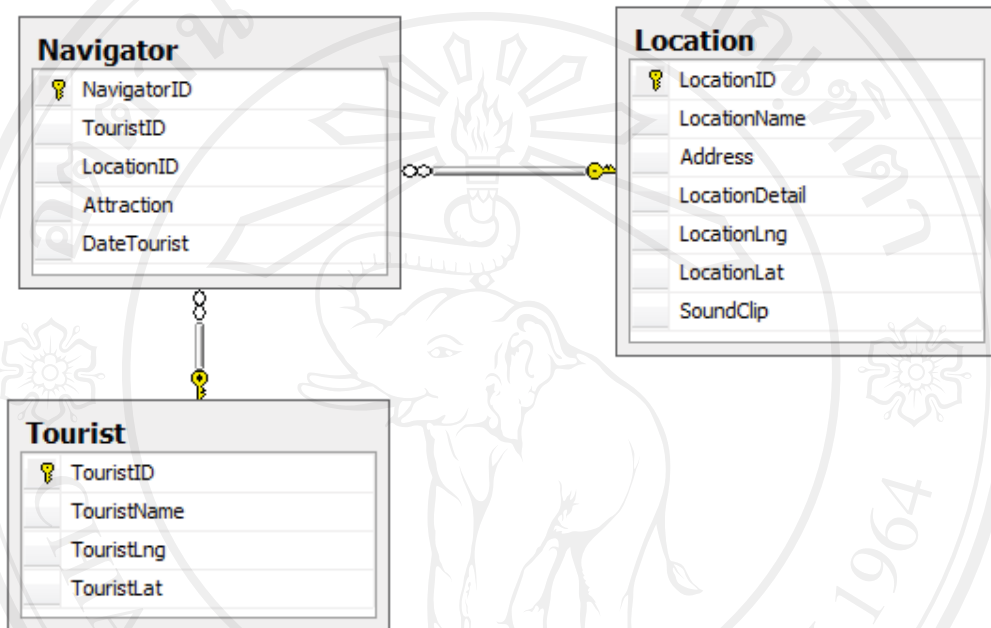 Navigator
NavigatorID
TouristID
LocationID
Attraction
DateTourist
Location
LocationID
LocationName
Address
LocationDetail
LocationLng
LocationLat
SoundClip
Tourist
TouristID
TouristName
TouristLng
TouristLat
1964